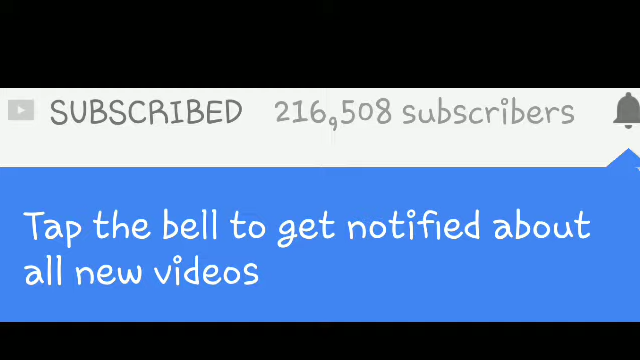 SUBSCRIBED 216,508 subscribers
Tap the bell to get notified about
all new videos